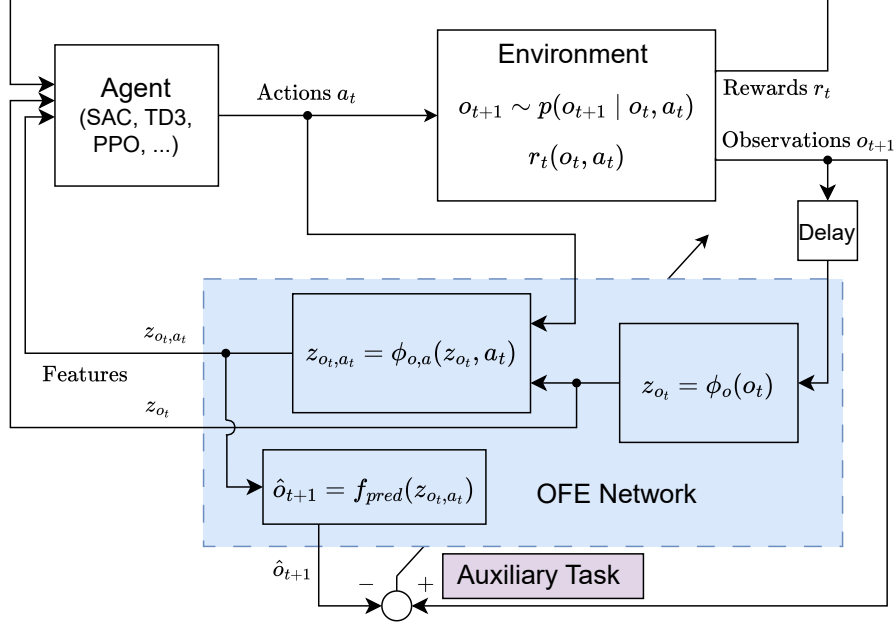 Agent
(SAC, TD3,
PPO, ...)
Actions $a_t$
Environment
$o_{t+1} \sim p(o_{t+1} \mid o_t, a_t)$
$r_t(o_t, a_t)$
Rewards $r_t$
Observations $o_{t+1}$
Delay
$z_{o_t,a_t}$
Features
$z_{o_t}$
$z_{o_t,a_t} = \phi_{o,a}(z_{o_t}, a_t)$
$z_{o_t} = \phi_o(o_t)$
$\hat{o}_{t+1} = f_{pred}(z_{o_t,a_t})$
OFE Network
$\hat{o}_{t+1}$
− +
Auxiliary Task